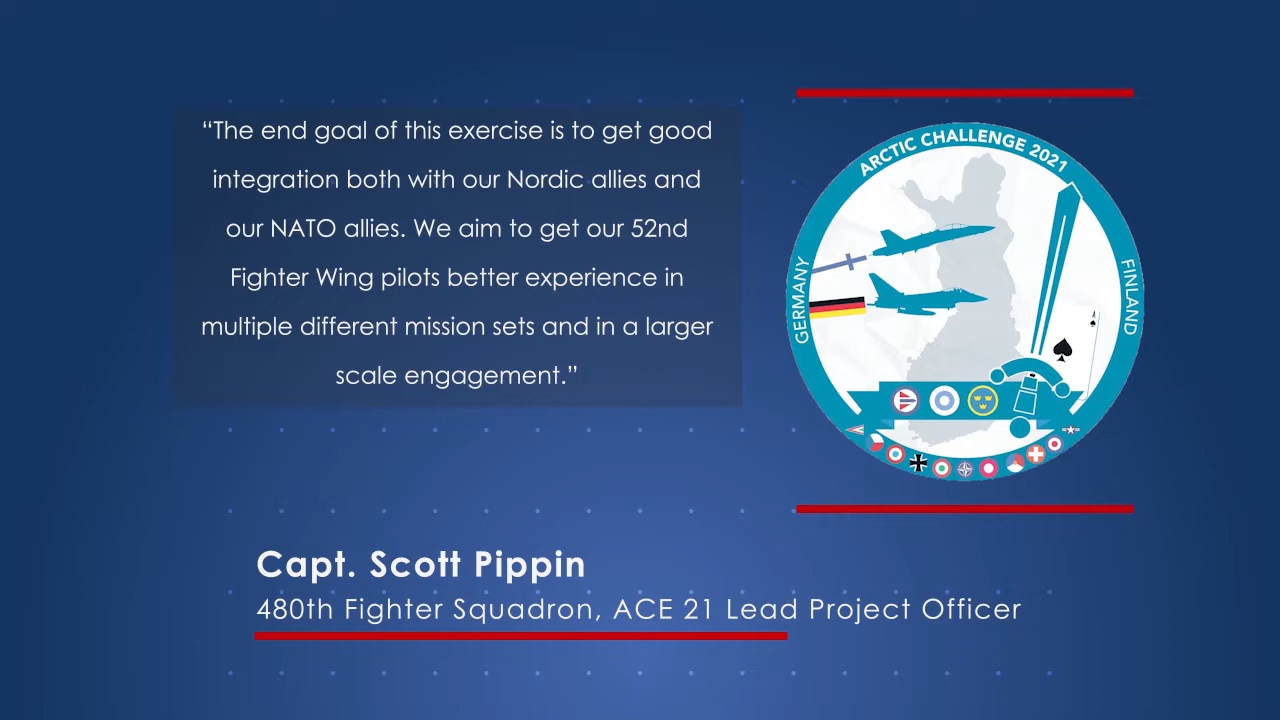 “The end goal of this exercise is to get good
integration both with our Nordic allies and
our NATO allies. We aim to get our 52nd
Fighter Wing pilots better experience in
multiple different mission sets and in a larger
scale engagement.”
ARCTIC CHALLENGE 2021
GERMANY
FINLAND
A
Capt. Scott Pippin
480th Fighter Squadron, ACE 21 Lead Project Officer